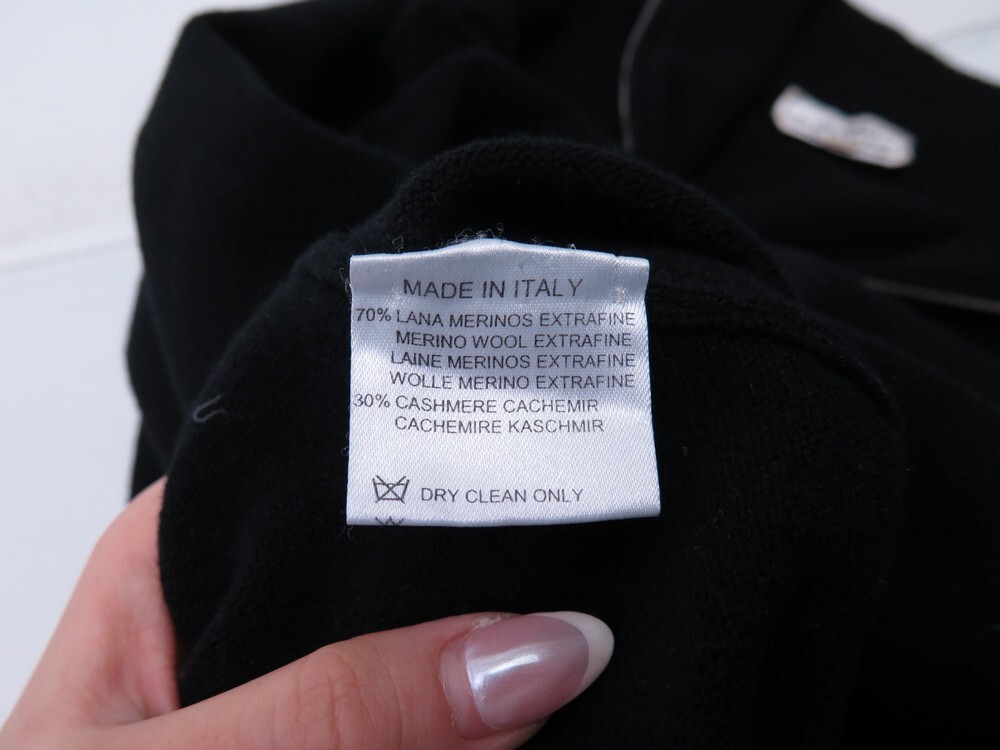 MADE IN ITALY
70% LANA MERINOS EXTRAFINE
MERINO WOOL EXTRAFINE
LAINE MERINOS EXTRAFINE
WOLLE MERINO EXTRAFINE
30% CASHMERE CACHEMIR
CACHEMIRE KASCHMIR
DRY CLEAN ONLY